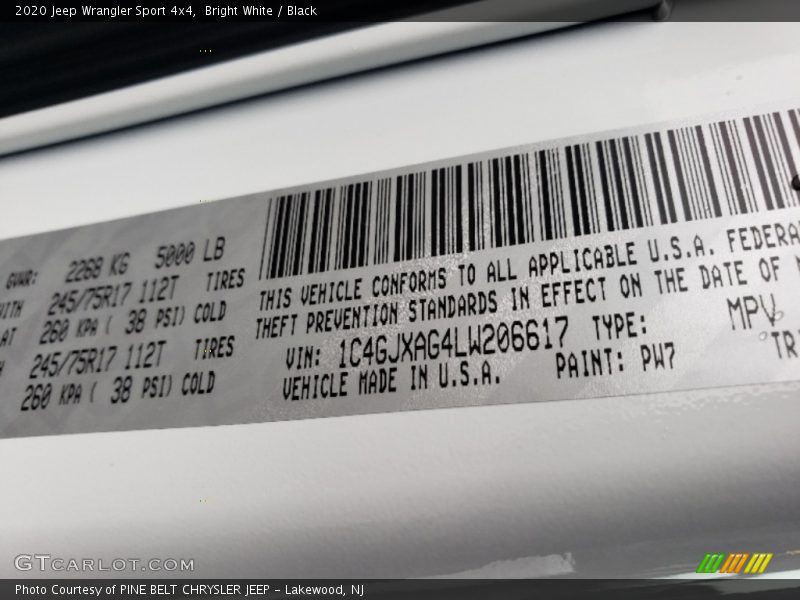 2020 Jeep Wrangler Sport 4x4,  Bright White / Black
GVWR: 2268 KG 5000 LB
WITH 245/75R17 112T TIRES
AT 260 KPA ( 38 PSI) COLD
245/75R17 112T TIRES
260 KPA ( 38 PSI) COLD
THIS VEHICLE CONFORMS TO ALL APPLICABLE U.S.A. FEDERA
THEFT PREVENTION STANDARDS IN EFFECT ON THE DATE OF
VIN: 1C4GJXAG4LW206617 TYPE: MPV
VEHICLE MADE IN U.S.A. PAINT: PW7 TR
GTCARLOT.COM
Photo Courtesy of PINE BELT CHRYSLER JEEP - Lakewood, NJ